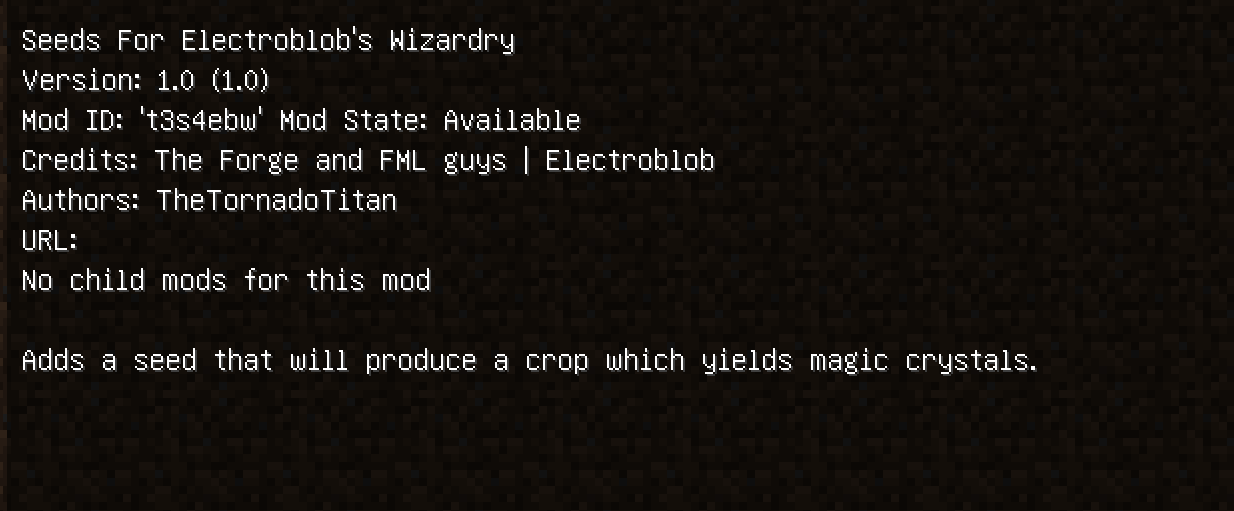 Seeds For Electroblob's Wizardry
Version: 1.0 (1.0)
Mod ID: 't3s4ebw' Mod State: Available
Credits: The Forge and FML guys | Electroblob
Authors: TheTornadoTitan
URL:
No child mods for this mod
Adds a seed that will produce a crop which yields magic crystals.